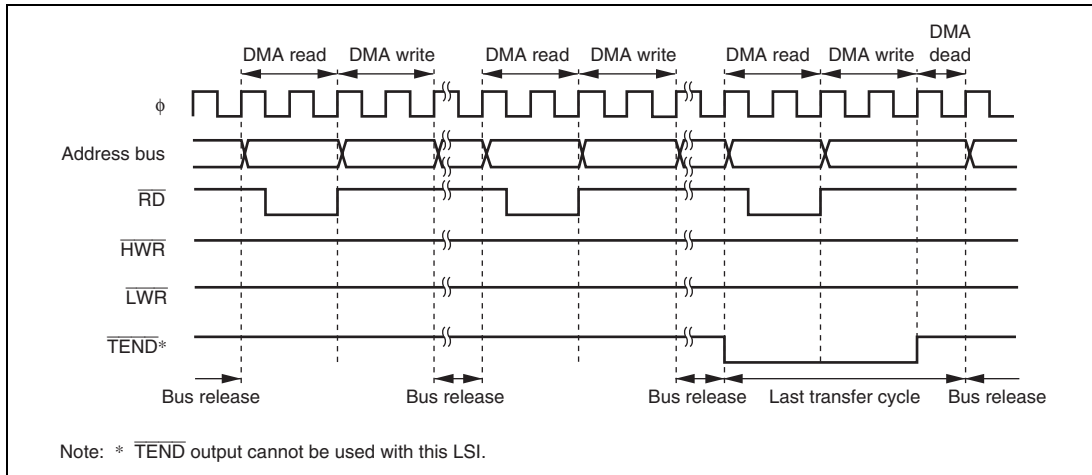 DMA
dead
DMA read DMA write DMA read DMA write DMA read DMA write
ϕ
Address bus
RD
HWR
LWR
TEND*
Bus release Bus release Bus release Last transfer cycle Bus release
Note: * TEND output cannot be used with this LSI.